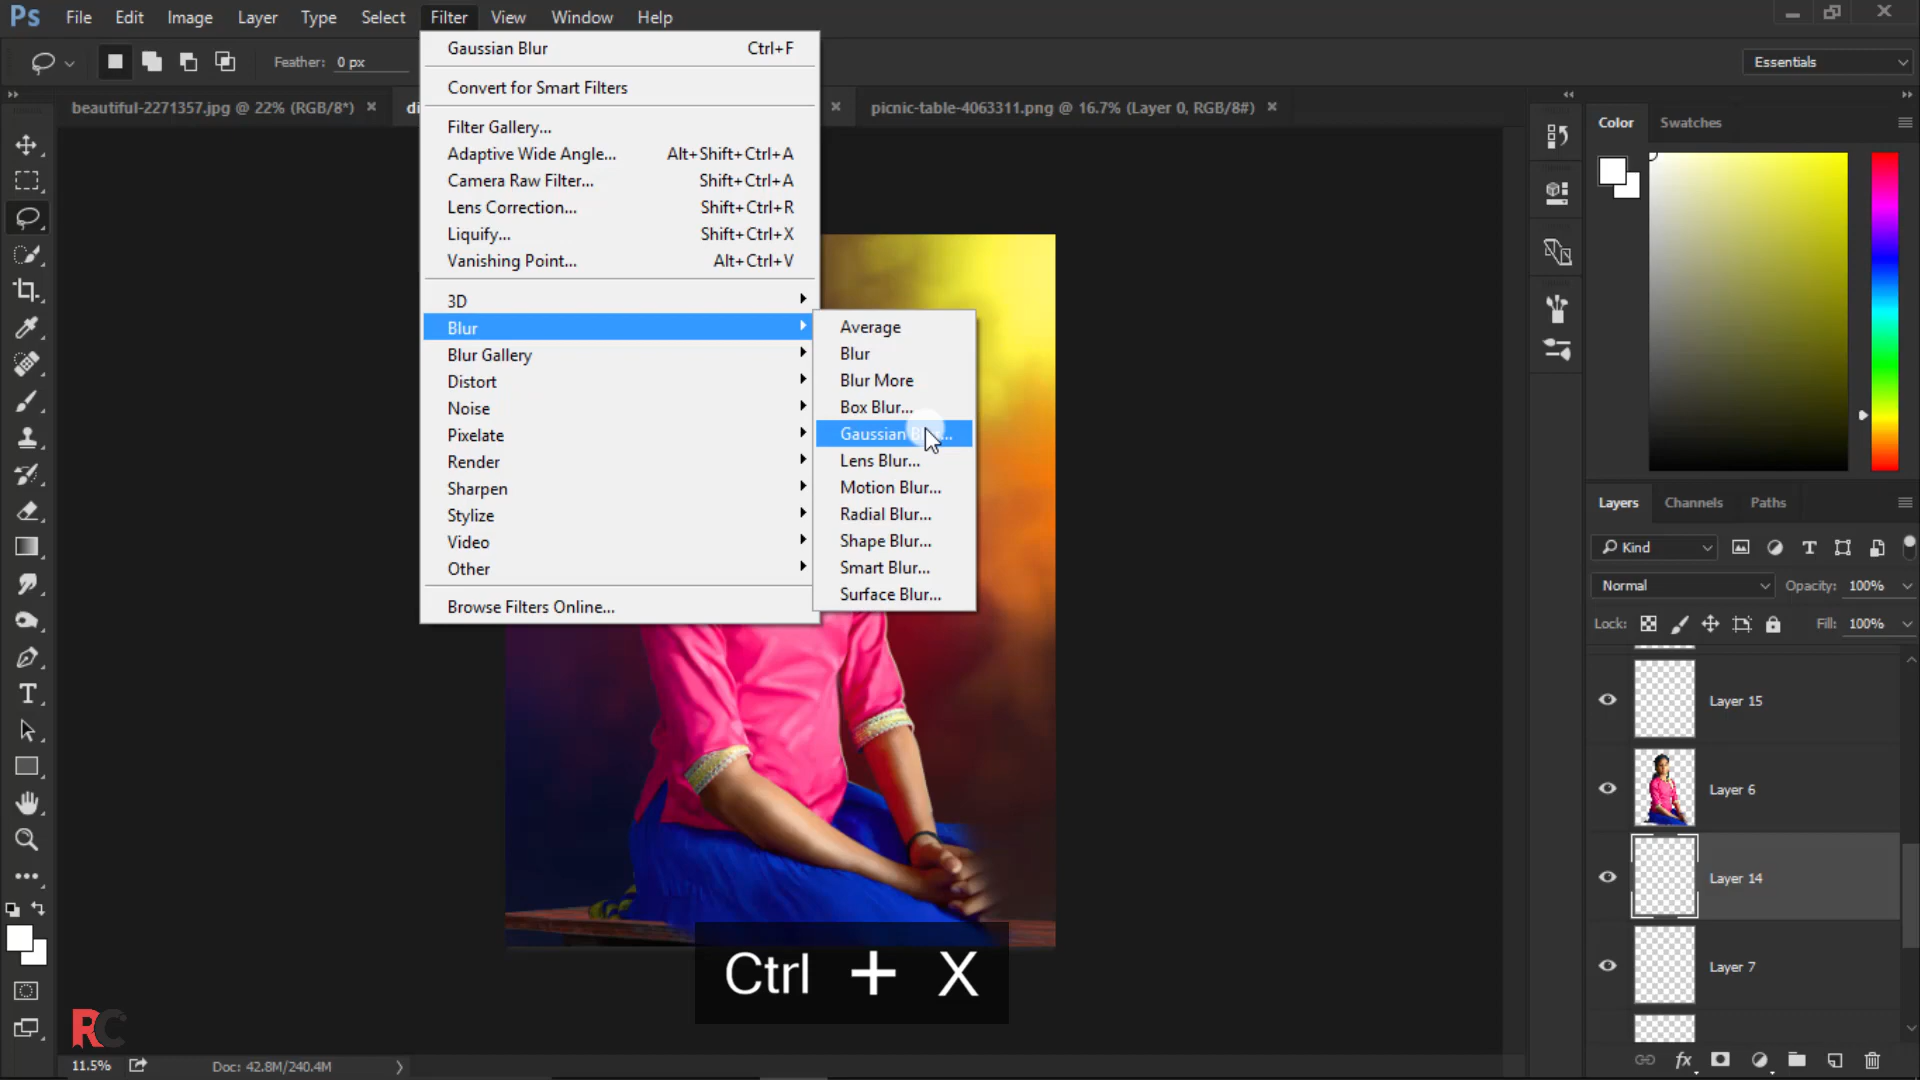 Ps File Edit Image Layer Type Select Filter View Window Help
Feather: 0 px
Essentials
beautiful-2271357.jpg @ 22% (RGB/8*) ×
di
×
picnic-table-4063311.png @ 16.7% (Layer 0, RGB/8#) ×
Gaussian Blur Ctrl+F
Convert for Smart Filters
Filter Gallery...
Adaptive Wide Angle... Alt+Shift+Ctrl+A
Camera Raw Filter... Shift+Ctrl+A
Lens Correction... Shift+Ctrl+R
Liquify... Shift+Ctrl+X
Vanishing Point... Alt+Ctrl+V
3D
Blur
Blur Gallery
Distort
Noise
Pixelate
Render
Sharpen
Stylize
Video
Other
Browse Filters Online...
Average
Blur
Blur More
Box Blur...
Gaussian
Lens Blur...
Motion Blur...
Radial Blur...
Shape Blur...
Smart Blur...
Surface Blur...
Color Swatches
Layers Channels Paths
Kind
Normal Opacity: 100%
Lock: Fill: 100%
Layer 15
Layer 6
Layer 14
Layer 7
fx
Ctrl + X
RC
11.5% Doc: 42.8M/240.4M